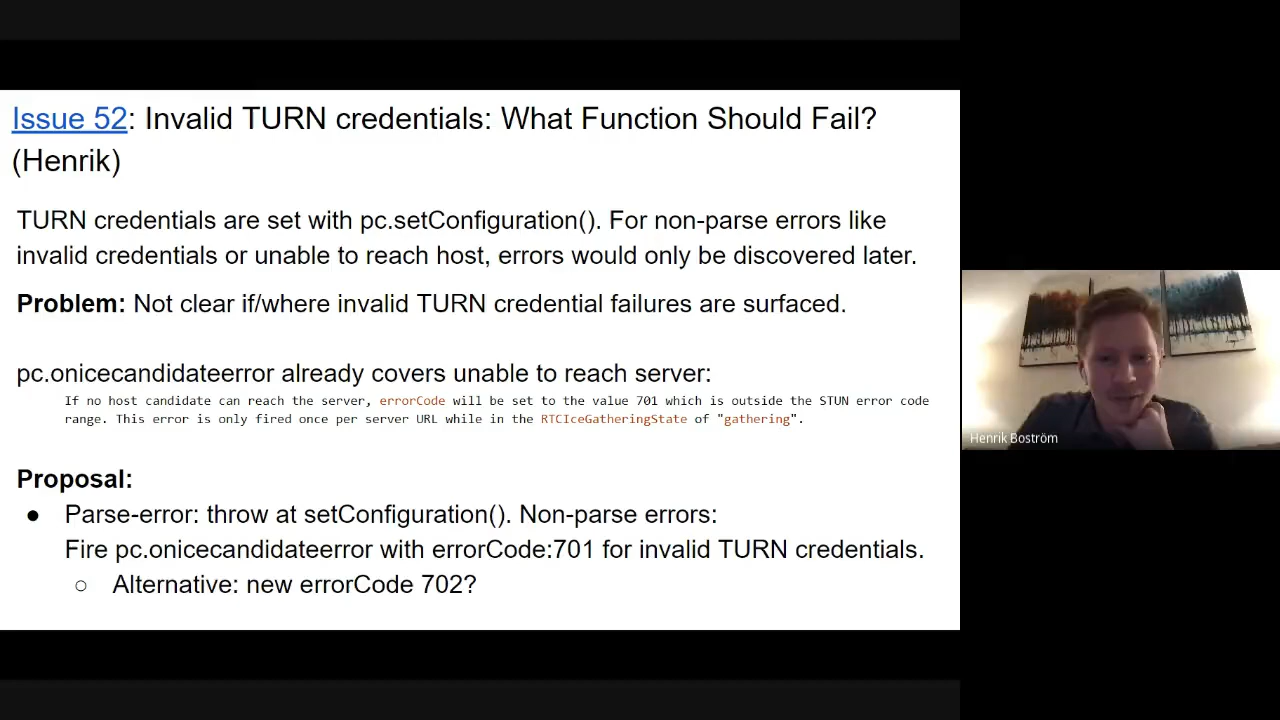 Issue 52: Invalid TURN credentials: What Function Should Fail?
(Henrik)
TURN credentials are set with pc.setConfiguration(). For non-parse errors like
invalid credentials or unable to reach host, errors would only be discovered later.
Problem: Not clear if/where invalid TURN credential failures are surfaced.
pc.onicecandidateerror already covers unable to reach server:
If no host candidate can reach the server, errorCode will be set to the value 701 which is outside the STUN error code
range. This error is only fired once per server URL while in the RTCIceGatheringState of "gathering".
Proposal:
● Parse-error: throw at setConfiguration(). Non-parse errors:
Fire pc.onicecandidateerror with errorCode:701 for invalid TURN credentials.
○ Alternative: new errorCode 702?
Henrik Boström